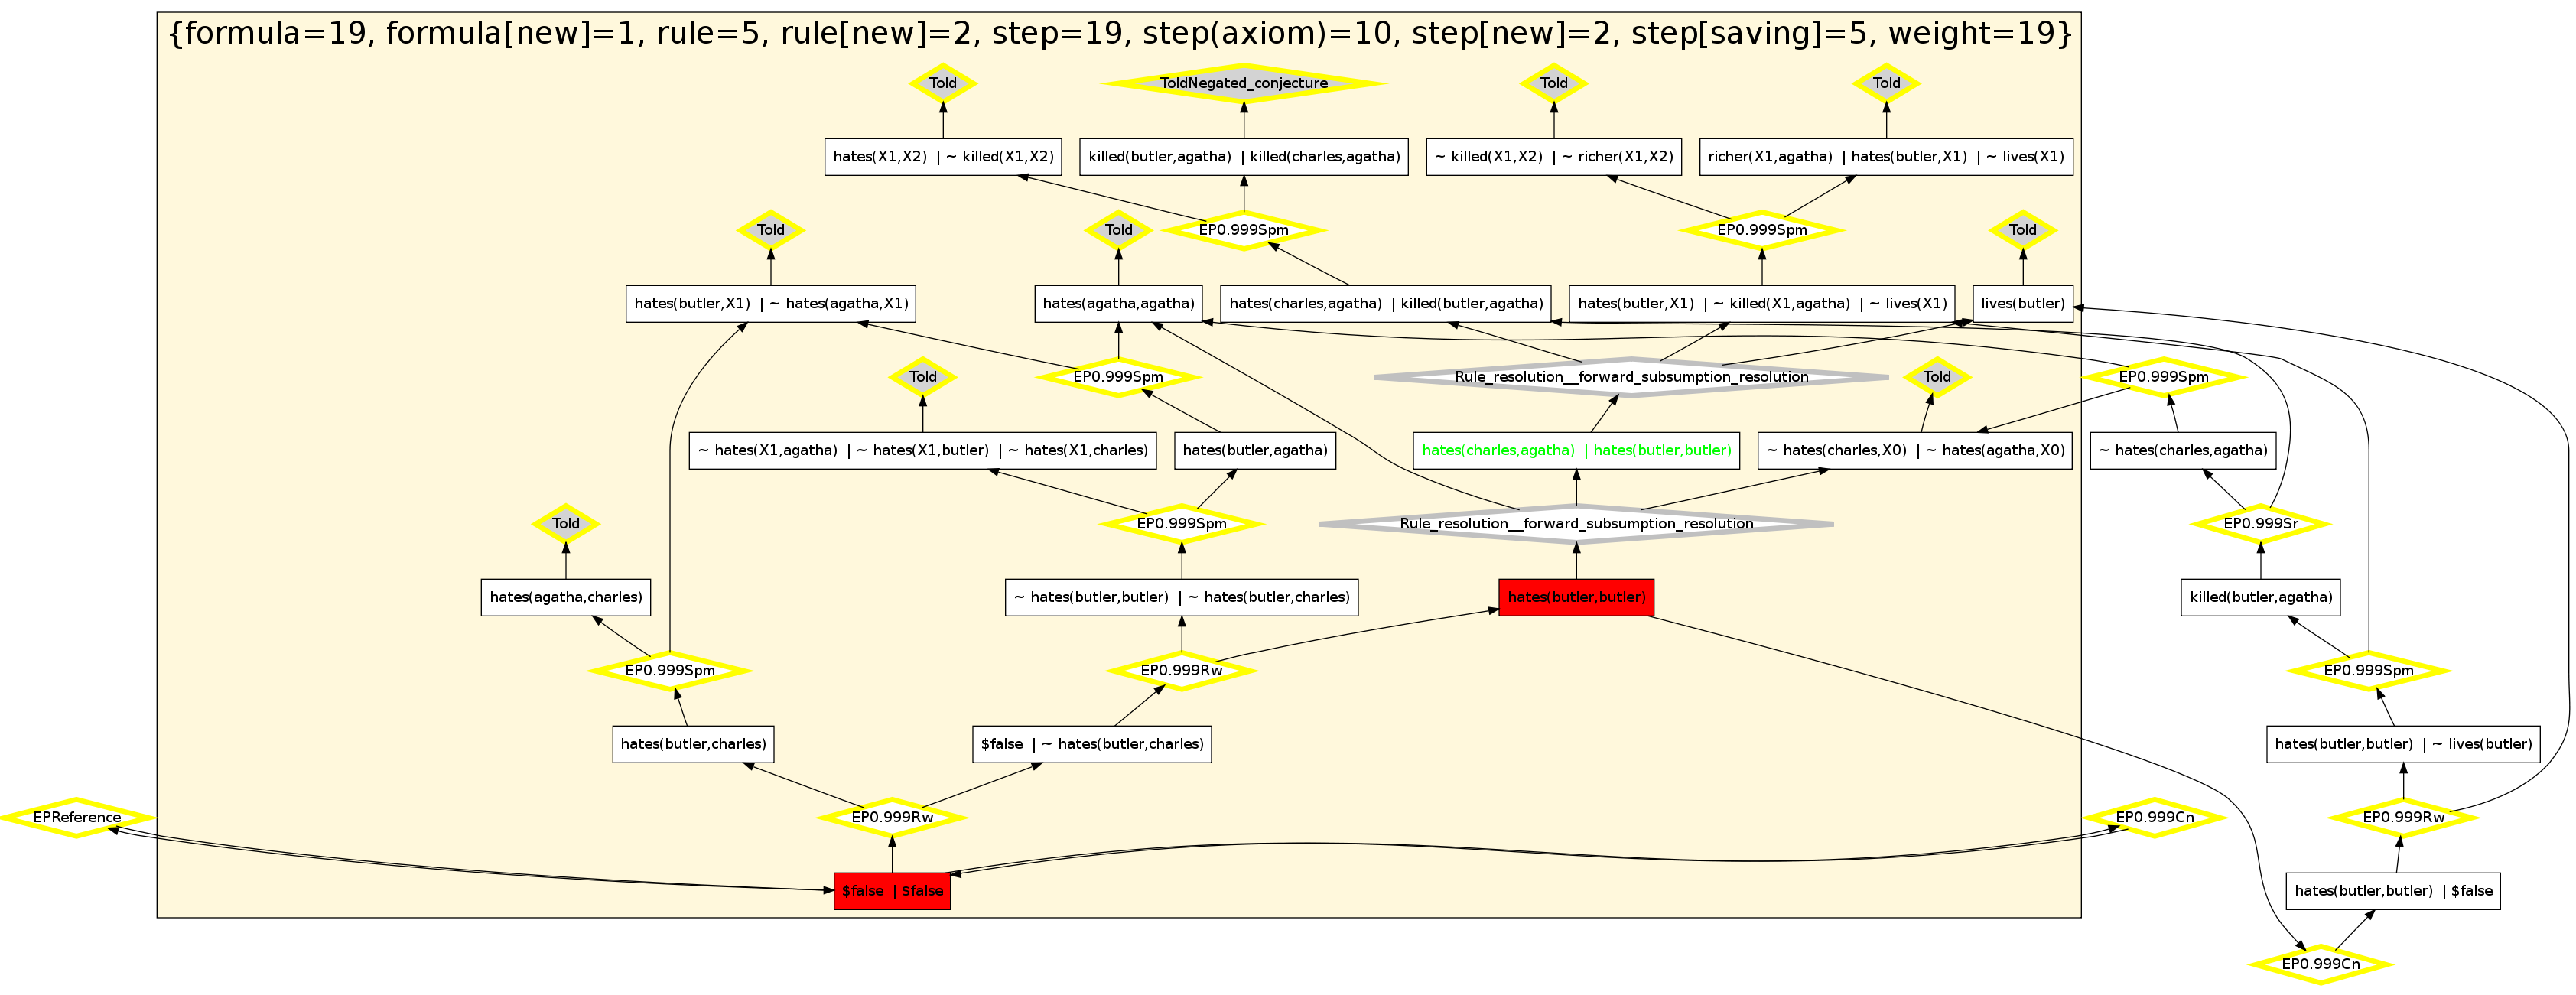 {formula=19, formula[new]=1, rule=5, rule[new]=2, step=19, step(axiom)=10, step[new]=2, step[saving]=5, weight=19}
Told
ToldNegated_conjecture
Told
Told
hates(X1,X2) | ~ killed(X1,X2)
killed(butler,agatha) | killed(charles,agatha)
~ killed(X1,X2) | ~ richer(X1,X2)
richer(X1,agatha) | hates(butler,X1) | ~ lives(X1)
Told
Told
EP0.999Spm
EP0.999Spm
Told
hates(butler,X1) | ~ hates(agatha,X1)
hates(agatha,agatha)
hates(charles,agatha) | killed(butler,agatha)
hates(butler,X1) | ~ killed(X1,agatha) | ~ lives(X1)
lives(butler)
Told
EP0.999Spm
Rule_resolution__forward_subsumption_resolution
Told
EP0.999Spm
~ hates(X1,agatha) | ~ hates(X1,butler) | ~ hates(X1,charles)
hates(butler,agatha)
hates(charles,agatha) | hates(butler,butler)
~ hates(charles,X0) | ~ hates(agatha,X0)
~ hates(charles,agatha)
Told
EP0.999Spm
Rule_resolution__forward_subsumption_resolution
EP0.999Sr
hates(agatha,charles)
~ hates(butler,butler) | ~ hates(butler,charles)
hates(butler,butler)
killed(butler,agatha)
EP0.999Spm
EP0.999Rw
EP0.999Spm
hates(butler,charles)
$false | ~ hates(butler,charles)
hates(butler,butler) | ~ lives(butler)
EPReference
EP0.999Rw
EP0.999Cn
EP0.999Rw
$false | $false
hates(butler,butler) | $false
EP0.999Cn